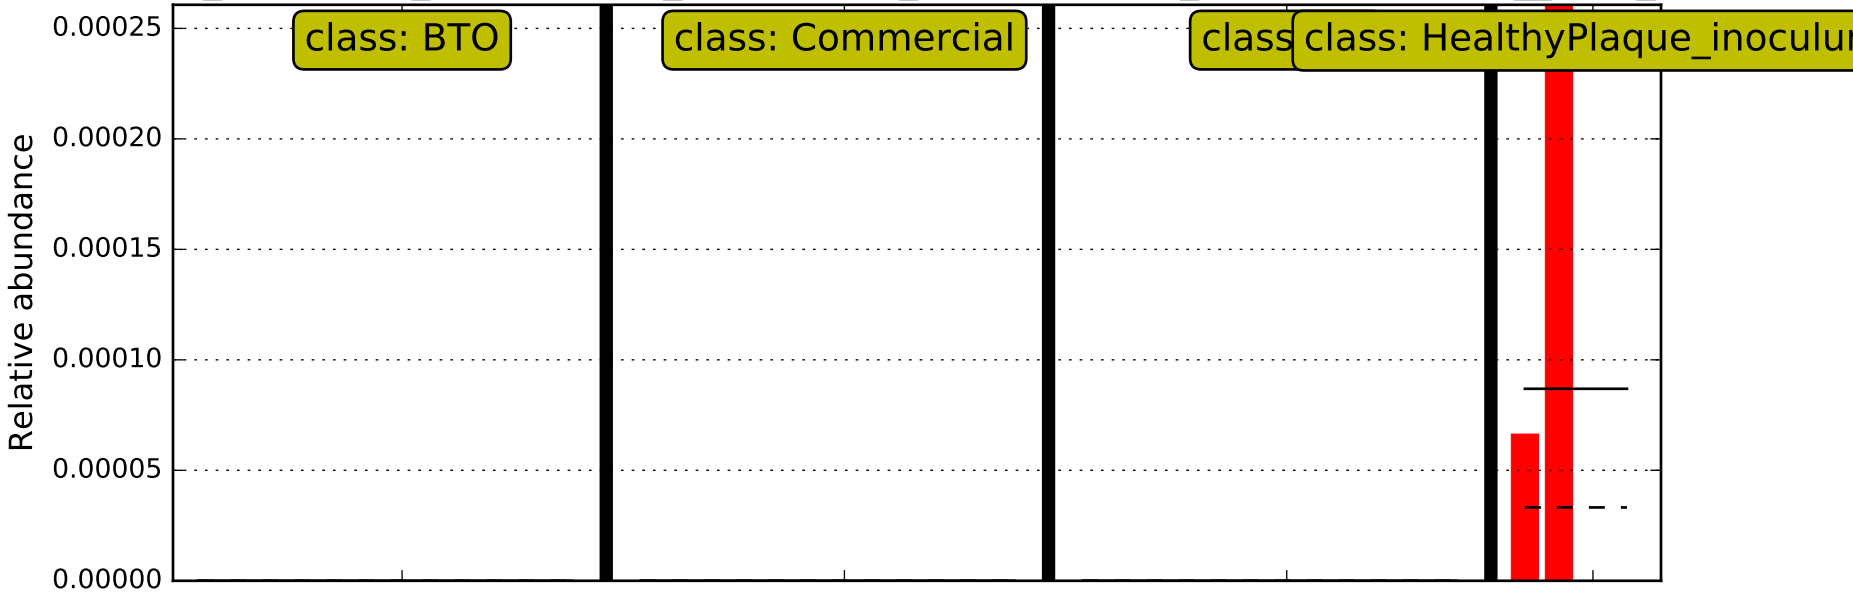 0.00025
class: BTO
class: Commercial
class
class: HealthyPlaque_inoculu
0.00020
0.00015
0.00010
0.00005
0.00000
Relative abundance